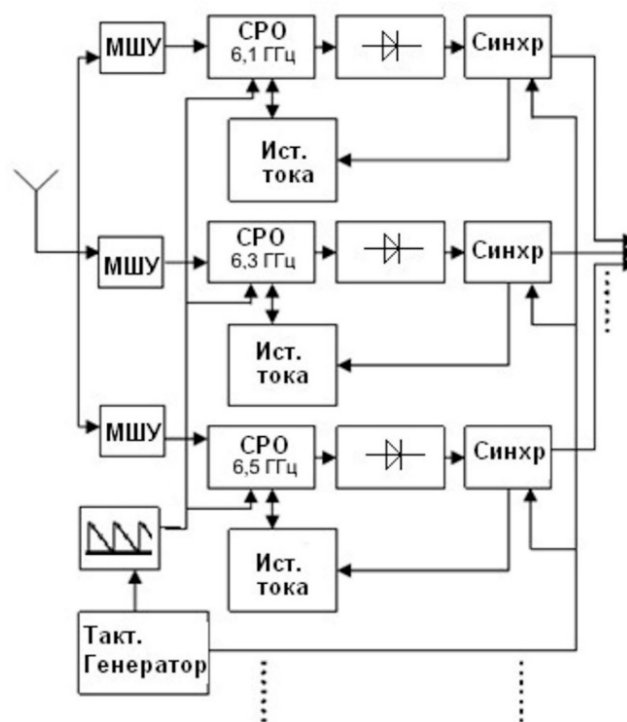 МШУ
СРО
6,1 ГГц
Синхр
Ист.
тока
МШУ
СРО
6,3 ГГц
Синхр
Ист.
тока
МШУ
СРО
6,5 ГГц
Синхр
Ист.
тока
Такт.
Генератор